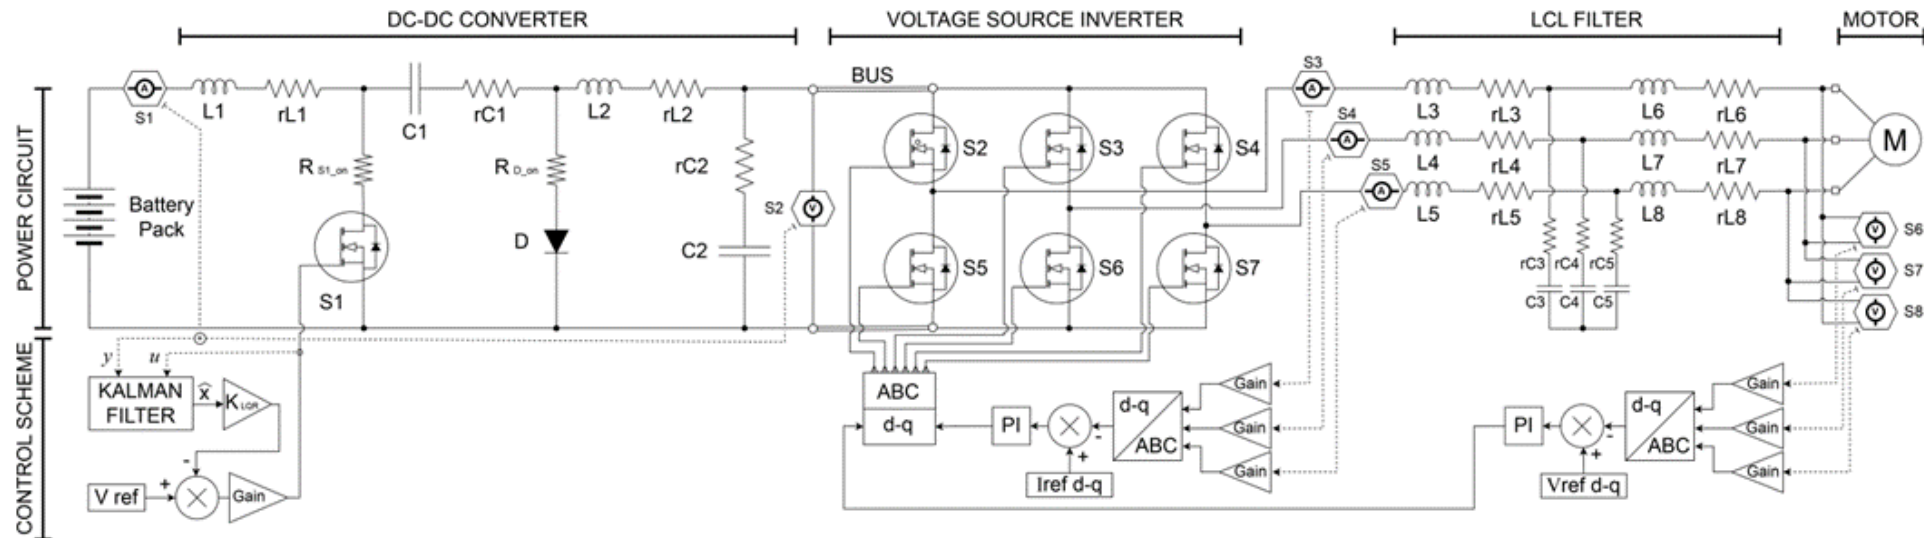 DC-DC CONVERTER
VOLTAGE SOURCE INVERTER
LCL FILTER
MOTOR
POWER CIRCUIT
CONTROL SCHEME
A
S1
L1
rL1
C1
rC1
L2
rL2
BUS
R S1_on
R D_on
rC2
Battery
Pack
S1
D
C2
S2
V
S2
S3
S4
S5
S6
S7
S3
A
S4
A
S5
A
L3
rL3
L4
rL4
L5
rL5
L6
rL6
L7
rL7
L8
rL8
rC3
rC4
rC5
C3
C4
C5
M
V
S6
V
S7
V
S8
y
u
KALMAN
FILTER
x̂
K LQR
-
V ref
+
Gain
ABC
d-q
PI
-
+
Iref d-q
d-q
ABC
Gain
Gain
Gain
PI
-
+
Vref d-q
d-q
ABC
Gain
Gain
Gain